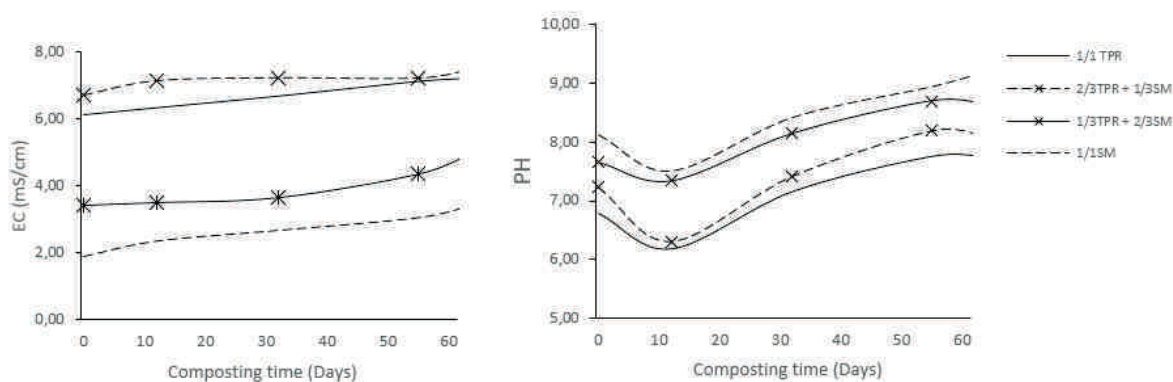 8,00
6,00
4,00
2,00
0,00
EC (mS/cm)
0 10 20 30 40 50 60
Composting time (Days)
10,00
9,00
8,00
7,00
6,00
5,00
PH
0 10 20 30 40 50 60
Composting time (Days)
1/1 TPR
2/3TPR + 1/3SM
1/3TPR + 2/3SM
1/1SM